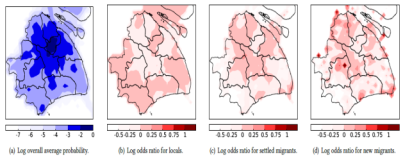 -7 -6 -5 -4 -3 -2 -1 0
-0.5 -0.25 0 0.25 0.5 0.75 1
-0.5 -0.25 0 0.25 0.5 0.75 1
-0.5 -0.25 0 0.25 0.5 0.75 1
(a) Log overall average probability.
(b) Log odds ratio for locals.
(c) Log odds ratio for settled migrants.
(d) Log odds ratio for new migrants.